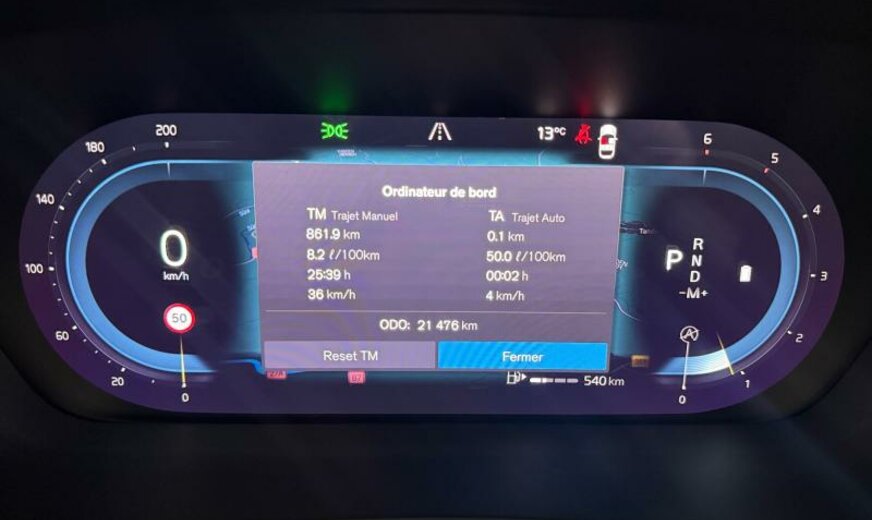 200
180
140
100
60
20
0
13°C
6
5
4
3
2
1
0
0
km/h
50
Ordinateur de bord
TM Trajet Manuel
TA Trajet Auto
861.9 km
0.1 km
8.2 ℓ/100km
50.0 ℓ/100km
25:39 h
00:02 h
36 km/h
4 km/h
ODO: 21 476 km
Reset TM
Fermer
P
R
N
D
-M+
A
540 km